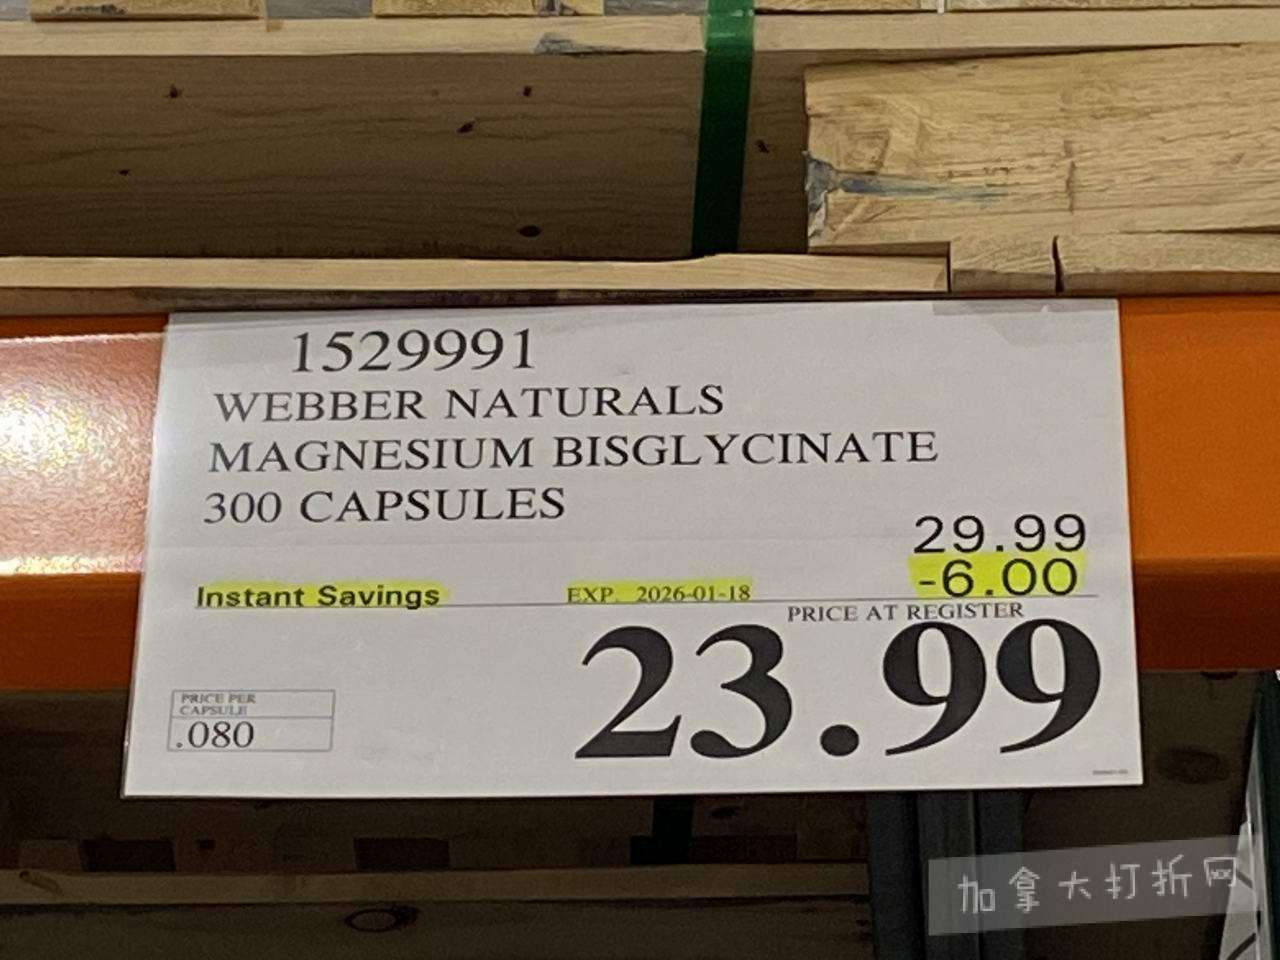 1529991
WEBBER NATURALS
MAGNESIUM BISGLYCINATE
300 CAPSULES
29.99
-6.00
Instant Savings EXP. 2026-01-18
PRICE AT REGISTER
23.99
PRICE PER
CAPSULE
.080
加拿大打折网